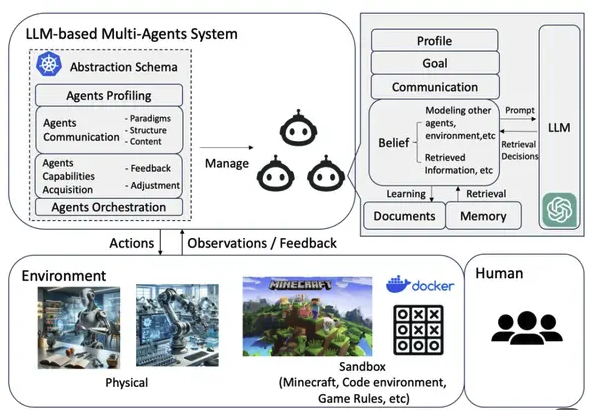 LLM-based Multi-Agents System
Abstraction Schema
Agents Profiling
Agents
Communication
- Paradigms
- Structure
- Content
Agents
Capabilities
Acquisition
- Feedback
- Adjustment
Agents Orchestration
Manage
Profile
Goal
Communication
Belief
Modeling other
agents,
environment,etc
Retrieved
Information, etc
Prompt
Retrieval
Decisions
LLM
Learning
Retrieval
Documents
Memory
Actions
Observations / Feedback
Environment
Physical
MINECRAFT
docker
Sandbox
(Minecraft, Code environment,
Game Rules, etc)
Human